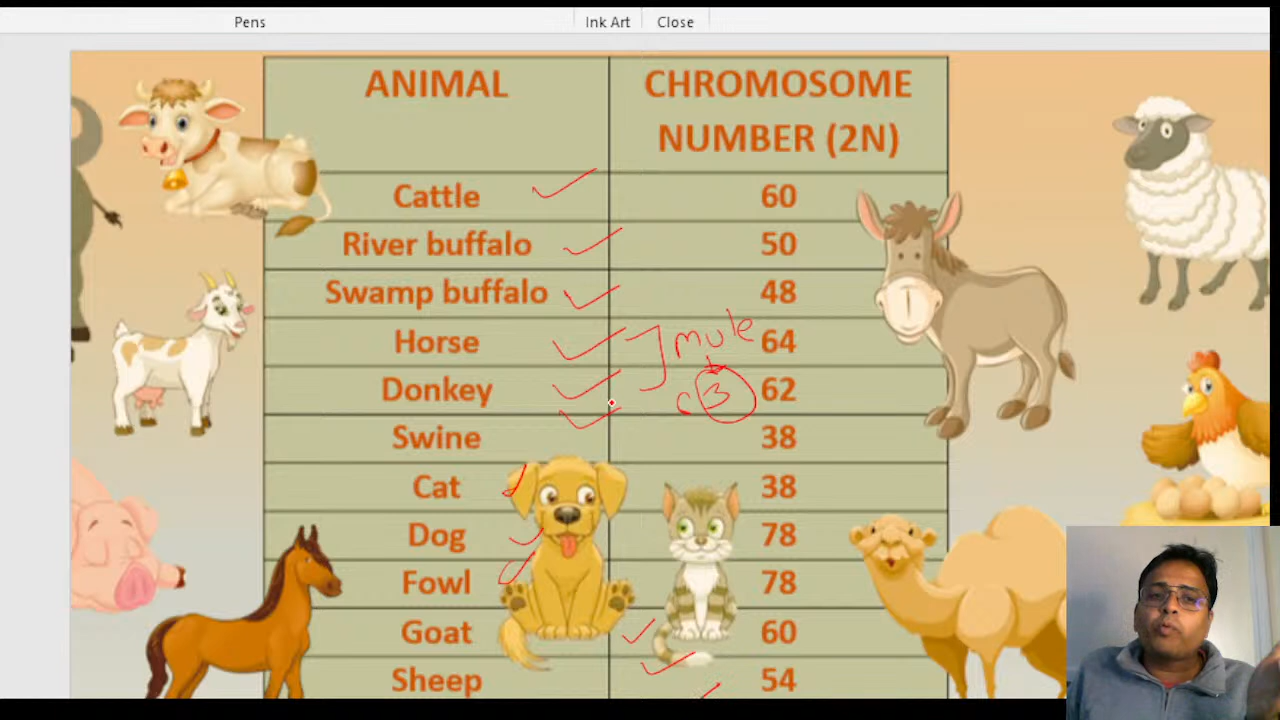 Pens Ink Art Close
ANIMAL CHROMOSOME NUMBER (2N)
Cattle 60
River buffalo 50
Swamp buffalo 48
Horse mule 64
Donkey 63 62
Swine 38
Cat 38
Dog 78
Fowl 78
Goat 60
Sheep 54